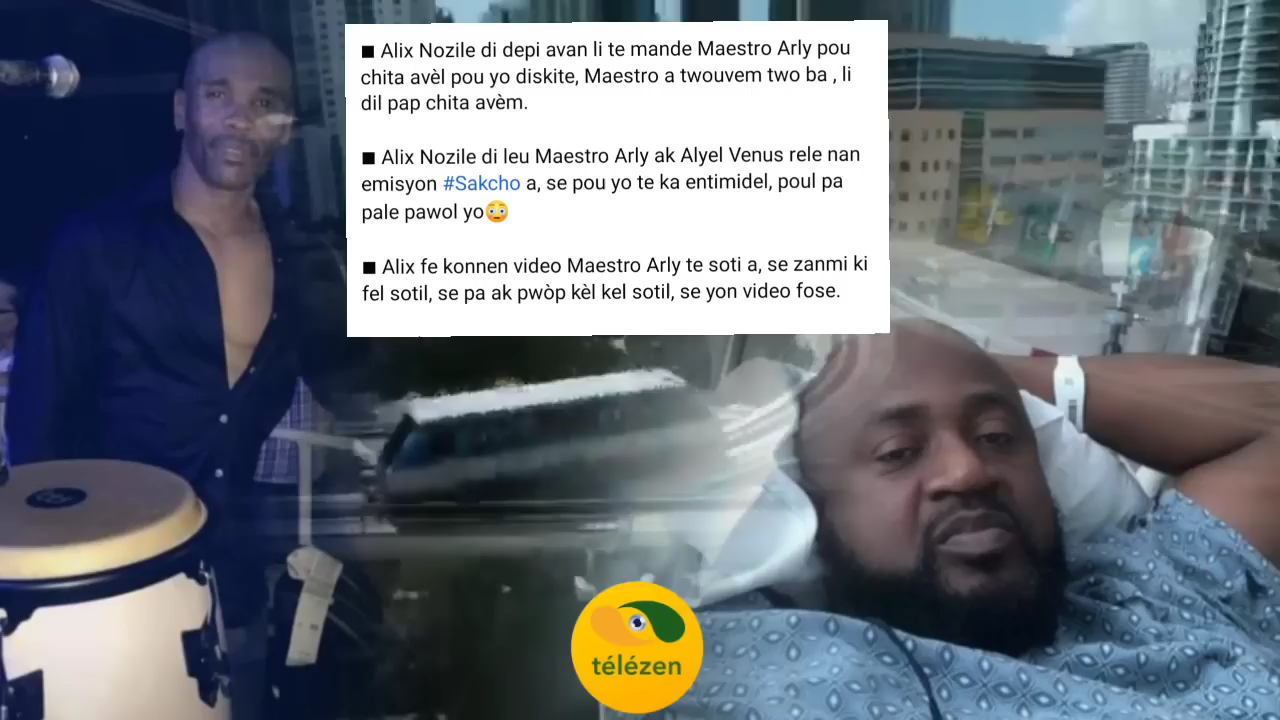 ■ Alix Nozile di depi avan li te mande Maestro Arly pou
chita avèl pou yo diskite, Maestro a twouvem two ba , li
dil pap chita avèm.
■ Alix Nozile di leu Maestro Arly ak Alyel Venus rele nan
emisyon #Sakcho a, se pou yo te ka entimidel, poul pa
pale pawol yo😳
■ Alix fe konnen video Maestro Arly te soti a, se zanmi ki
fel sotil, se pa ak pwòp kèl kel sotil, se yon video fose.
télézen